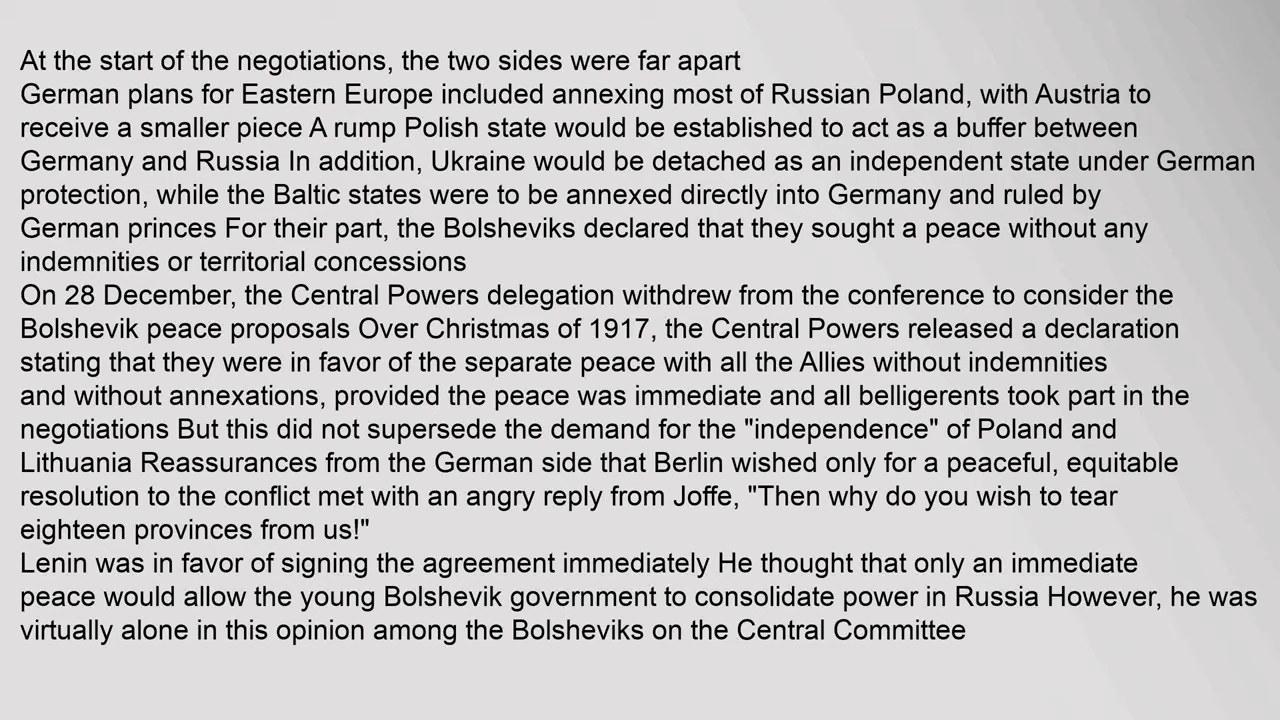 At the start of the negotiations, the two sides were far apart
German plans for Eastern Europe included annexing most of Russian Poland, with Austria to
receive a smaller piece A rump Polish state would be established to act as a buffer between
Germany and Russia In addition, Ukraine would be detached as an independent state under German
protection, while the Baltic states were to be annexed directly into Germany and ruled by
German princes For their part, the Bolsheviks declared that they sought a peace without any
indemnities or territorial concessions
On 28 December, the Central Powers delegation withdrew from the conference to consider the
Bolshevik peace proposals Over Christmas of 1917, the Central Powers released a declaration
stating that they were in favor of the separate peace with all the Allies without indemnities
and without annexations, provided the peace was immediate and all belligerents took part in the
negotiations But this did not supersede the demand for the "independence" of Poland and
Lithuania Reassurances from the German side that Berlin wished only for a peaceful, equitable
resolution to the conflict met with an angry reply from Joffe, "Then why do you wish to tear
eighteen provinces from us!"
Lenin was in favor of signing the agreement immediately He thought that only an immediate
peace would allow the young Bolshevik government to consolidate power in Russia However, he was
virtually alone in this opinion among the Bolsheviks on the Central Committee